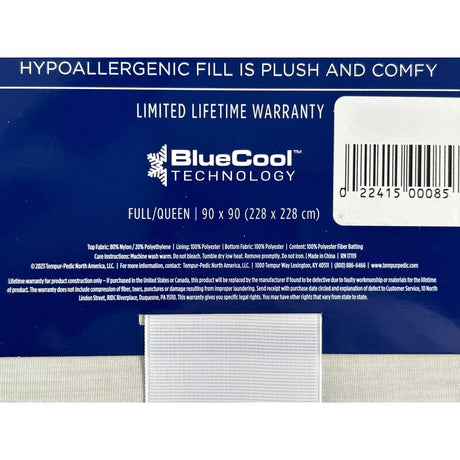 HYPOALLERGENIC FILL IS PLUSH AND COMFY
LIMITED LIFETIME WARRANTY
BlueCool™
TECHNOLOGY
0 22415 00085
FULL/QUEEN | 90 x 90 (228 x 228 cm)
Top Fabric: 80% Nylon / 20% Polyethylene | Lining: 100% Polyester | Bottom Fabric: 100% Polyester | Content: 100% Polyester Fiber Batting
Care Instructions: Machine wash warm. Do not bleach. Tumble dry low heat. Remove promptly. Do not iron. | Made in China | RN 17119
© 2023 Tempur-Pedic North America, LLC. | For more information, contact: Tempur-Pedic North America, LLC. | 1000 Tempur Way Lexington, KY 40511 | (800) 886-6466 | www.tempurpedic.com
Lifetime warranty for product construction only – if purchased in the United States or Canada, this product will be replaced by the manufacturer if found to be defective due to faulty workmanship or materials for the lifetime of
the product. The warranty does not include compression of fiber, tears, punctures or damage resulting from improper laundering. Send receipt with purchase date circled and explanation of defect to Customer Service, 10 North
Linden Street, RIDC Riverplace, Duquesne, PA 15110. This warranty gives you specific legal rights. You may have other rights that vary from state to state.